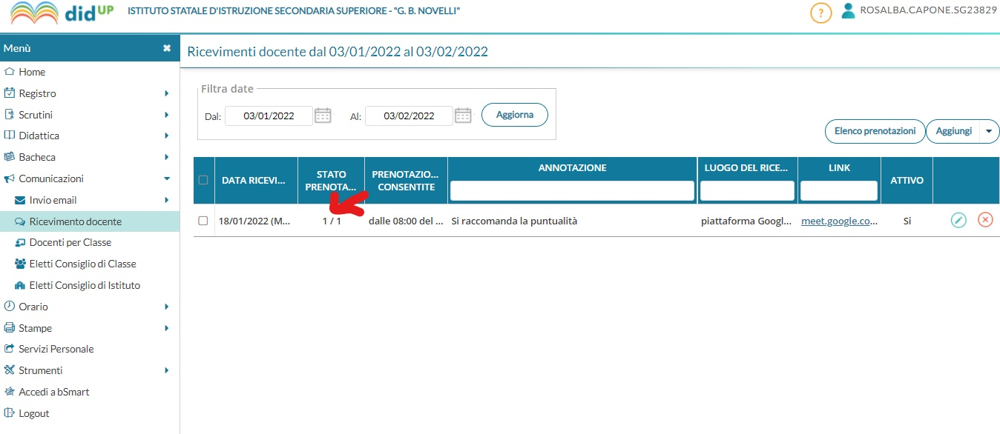 didUP ISTITUTO STATALE D'ISTRUZIONE SECONDARIA SUPERIORE - "G. B. NOVELLI"
? ROSALBA.CAPONE.SG23829
Menù
Home
Registro
Scrutini
Didattica
Bacheca
Comunicazioni
Invio email
Ricevimento docente
Docenti per Classe
Eletti Consiglio di Classe
Eletti Consiglio di Istituto
Orario
Stampe
Servizi Personale
Strumenti
Accedi a bSmart
Logout
Ricevimenti docente dal 03/01/2022 al 03/02/2022
Filtra date
Dal: 03/01/2022 Al: 03/02/2022 Aggiorna
Elenco prenotazioni Aggiungi
DATA RICEVI... STATO PRENOTA... PRENOTAZIO... CONSENTITE ANNOTAZIONE LUOGO DEL RICE... LINK ATTIVO
18/01/2022 (M... 1 / 1 dalle 08:00 del ... Si raccomanda la puntualità piattaforma Googl... meet.google.co... Si